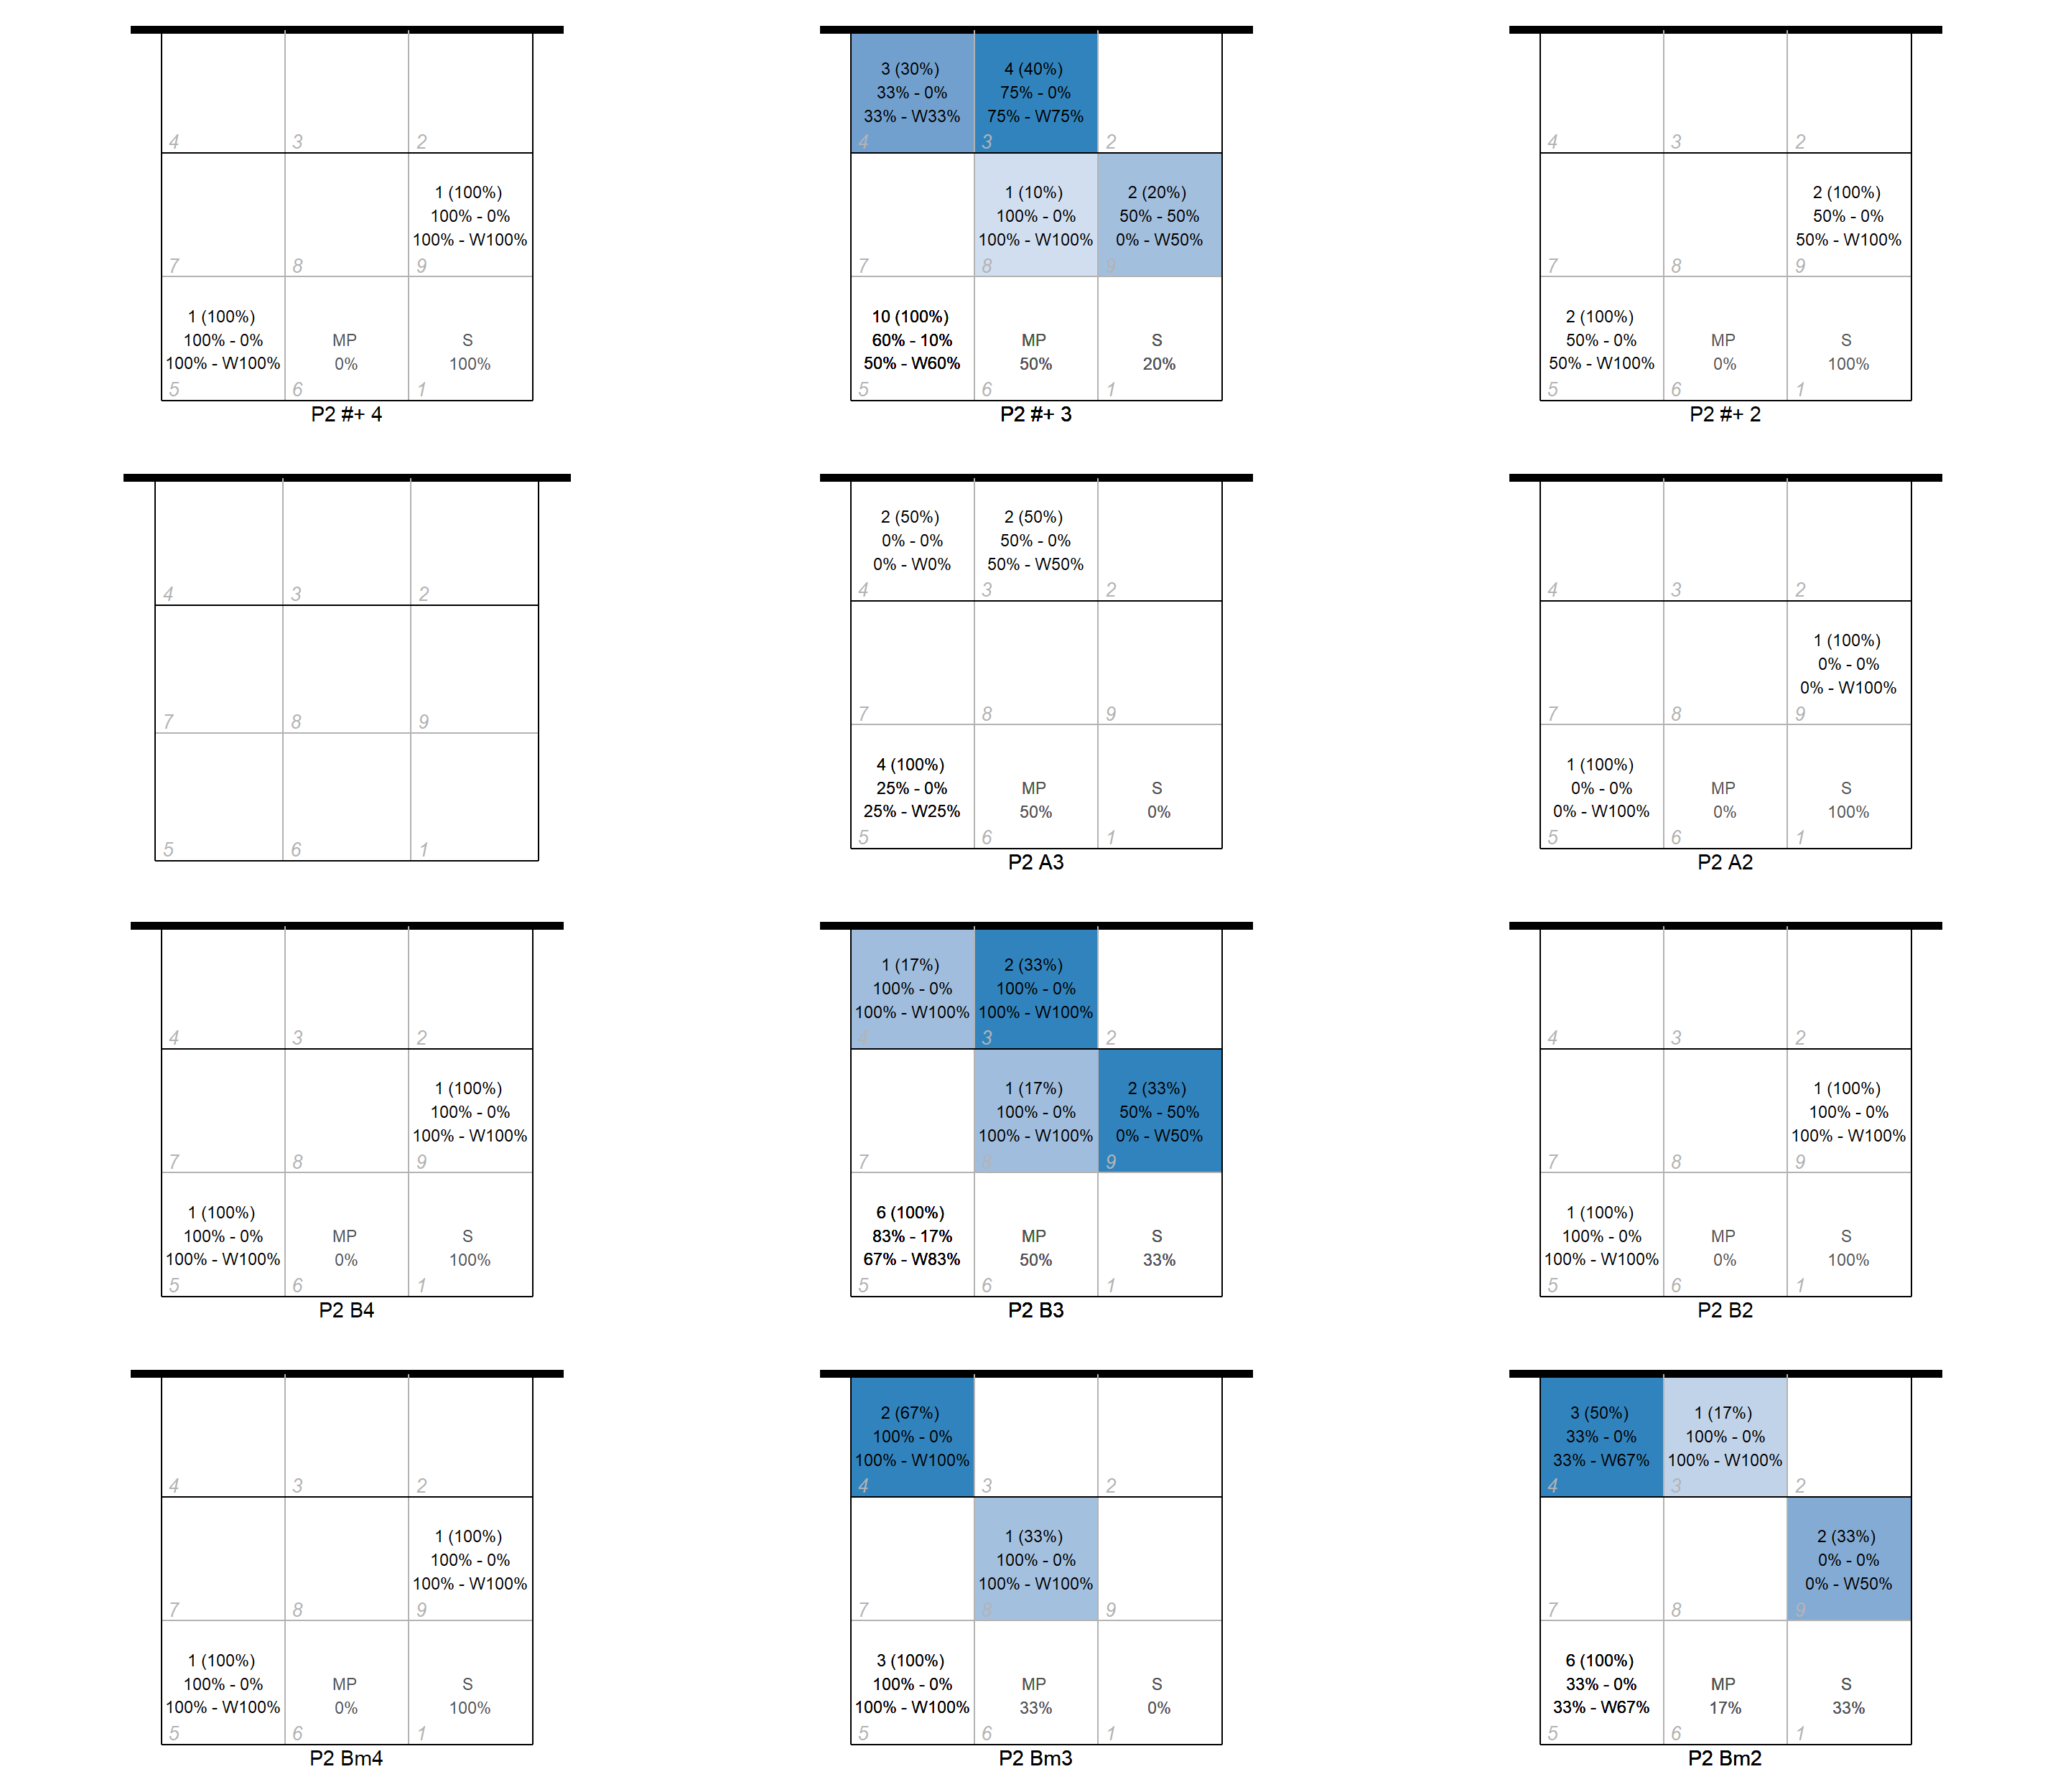 3 (30%)
33% - 0%
33% - W33%
4 (40%)
75% - 0%
75% - W75%
4
3
2
4
3
2
4
3
2
1 (100%)
100% - 0%
100% - W100%
1 (10%)
100% - 0%
100% - W100%
2 (20%)
50% - 50%
0% - W50%
2 (100%)
50% - 0%
50% - W100%
7
8
9
7
8
9
7
8
9
1 (100%)
100% - 0%
100% - W100%
MP
0%
S
100%
10 (100%)
60% - 10%
50% - W60%
MP
50%
S
20%
2 (100%)
50% - 0%
50% - W100%
MP
0%
S
100%
5
6
1
5
6
1
5
6
1
P2 #+ 4
P2 #+ 3
P2 #+ 2
2 (50%)
0% - 0%
0% - W0%
2 (50%)
50% - 0%
50% - W50%
4
3
2
4
3
2
4
3
2
1 (100%)
0% - 0%
0% - W100%
7
8
9
7
8
9
7
8
9
4 (100%)
25% - 0%
25% - W25%
MP
50%
S
0%
1 (100%)
0% - 0%
0% - W100%
MP
0%
S
100%
5
6
1
5
6
1
5
6
1
P2 A3
P2 A2
1 (17%)
100% - 0%
100% - W100%
2 (33%)
100% - 0%
100% - W100%
4
3
2
4
3
2
4
3
2
1 (100%)
100% - 0%
100% - W100%
1 (17%)
100% - 0%
100% - W100%
2 (33%)
50% - 50%
0% - W50%
1 (100%)
100% - 0%
100% - W100%
7
8
9
7
8
9
7
8
9
1 (100%)
100% - 0%
100% - W100%
MP
0%
S
100%
6 (100%)
83% - 17%
67% - W83%
MP
50%
S
33%
1 (100%)
100% - 0%
100% - W100%
MP
0%
S
100%
5
6
1
5
6
1
5
6
1
P2 B4
P2 B3
P2 B2
2 (67%)
100% - 0%
100% - W100%
3 (50%)
33% - 0%
33% - W67%
1 (17%)
100% - 0%
100% - W100%
4
3
2
4
3
2
4
3
2
1 (100%)
100% - 0%
100% - W100%
1 (33%)
100% - 0%
100% - W100%
2 (33%)
0% - 0%
0% - W50%
7
8
9
7
8
9
7
8
9
1 (100%)
100% - 0%
100% - W100%
MP
0%
S
100%
3 (100%)
100% - 0%
100% - W100%
MP
33%
S
0%
6 (100%)
33% - 0%
33% - W67%
MP
17%
S
33%
5
6
1
5
6
1
5
6
1
P2 Bm4
P2 Bm3
P2 Bm2